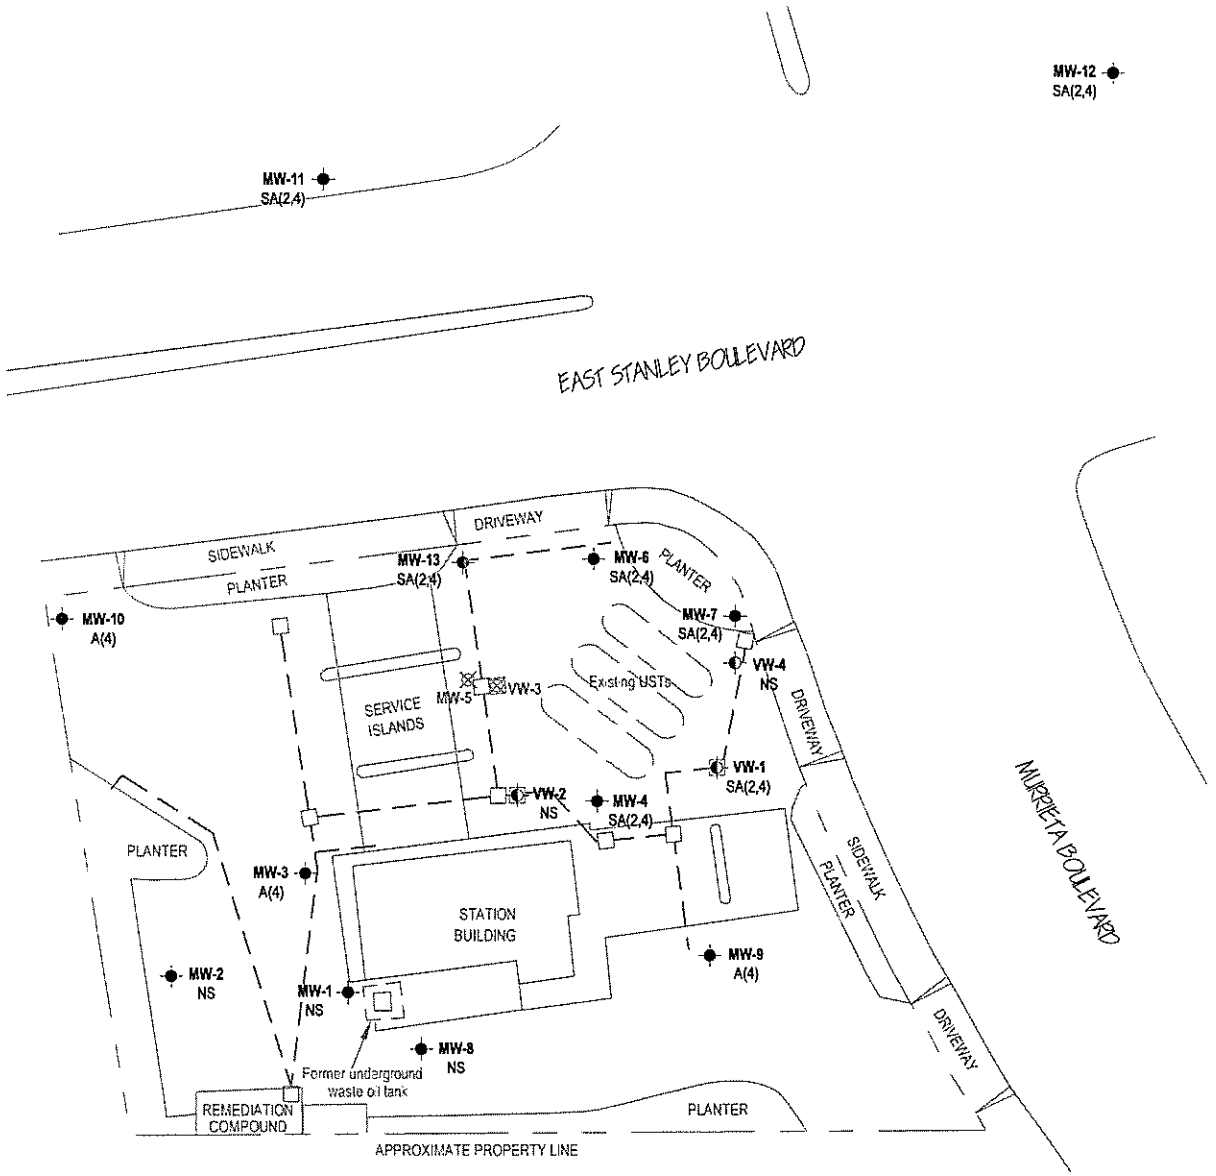 MW-12
SA(2,4)
MW-11
SA(2,4)
EAST STANLEY BOULEVARD
DRIVEWAY
SIDEWALK
MW-13
SA(2,4)
MW-6
SA(2,4)
PLANTER
PLANTER
MW-10
A(4)
MW-7
SA(2,4)
VW-4
NS
Existing USTs
MW-5
VW-3
SERVICE
ISLANDS
DRIVEWAY
VW-1
SA(2,4)
MURRIETA BOULEVARD
VW-2
NS
MW-4
SA(2,4)
PLANTER
MW-3
A(4)
SIDEWALK
PLANTER
STATION
BUILDING
MW-9
A(4)
MW-2
NS
MW-1
NS
DRIVEWAY
MW-8
NS
Former underground
waste oil tank
REMEDIATION
COMPOUND
PLANTER
APPROXIMATE PROPERTY LINE